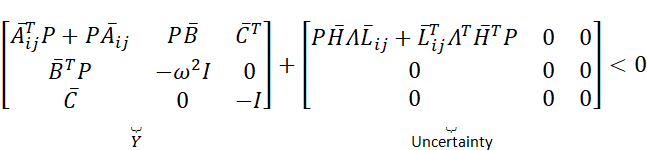 [Ā_ij^T P + PĀ_ij   PB̄   C̄^T] + [PH̄ΛL̄_ij + L̄_ij^T Λ^T H̄^T P   0   0] < 0
[B̄^T P   −ω²I   0]   [0   0   0]
[C̄   0   −I]   [0   0   0]
Y   Uncertainty